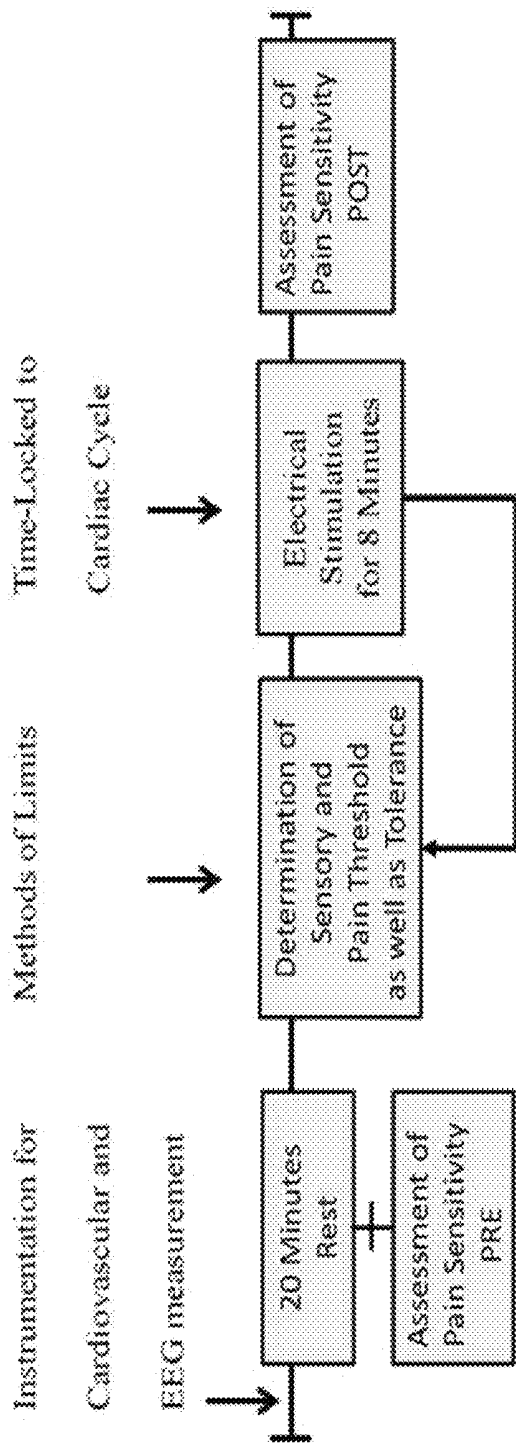 Instrumentation for
Cardiovascular and
EEG measurement
Methods of Limits
Time-Locked to
Cardiac Cycle
20 Minutes
Rest
Assessment of
Pain Sensitivity
PRE
Determination of
Sensory and
Pain Threshold
as well as Tolerance
Electrical
Stimulation
for 8 Minutes
Assessment of
Pain Sensitivity
POST